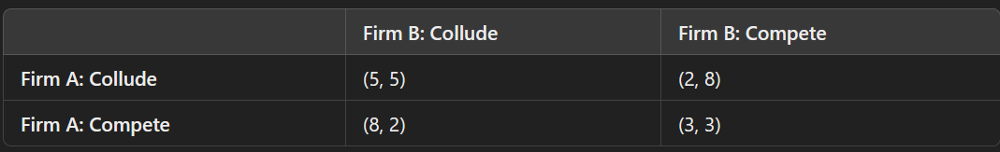 Firm B: Collude Firm B: Compete
Firm A: Collude (5, 5) (2, 8)
Firm A: Compete (8, 2) (3, 3)